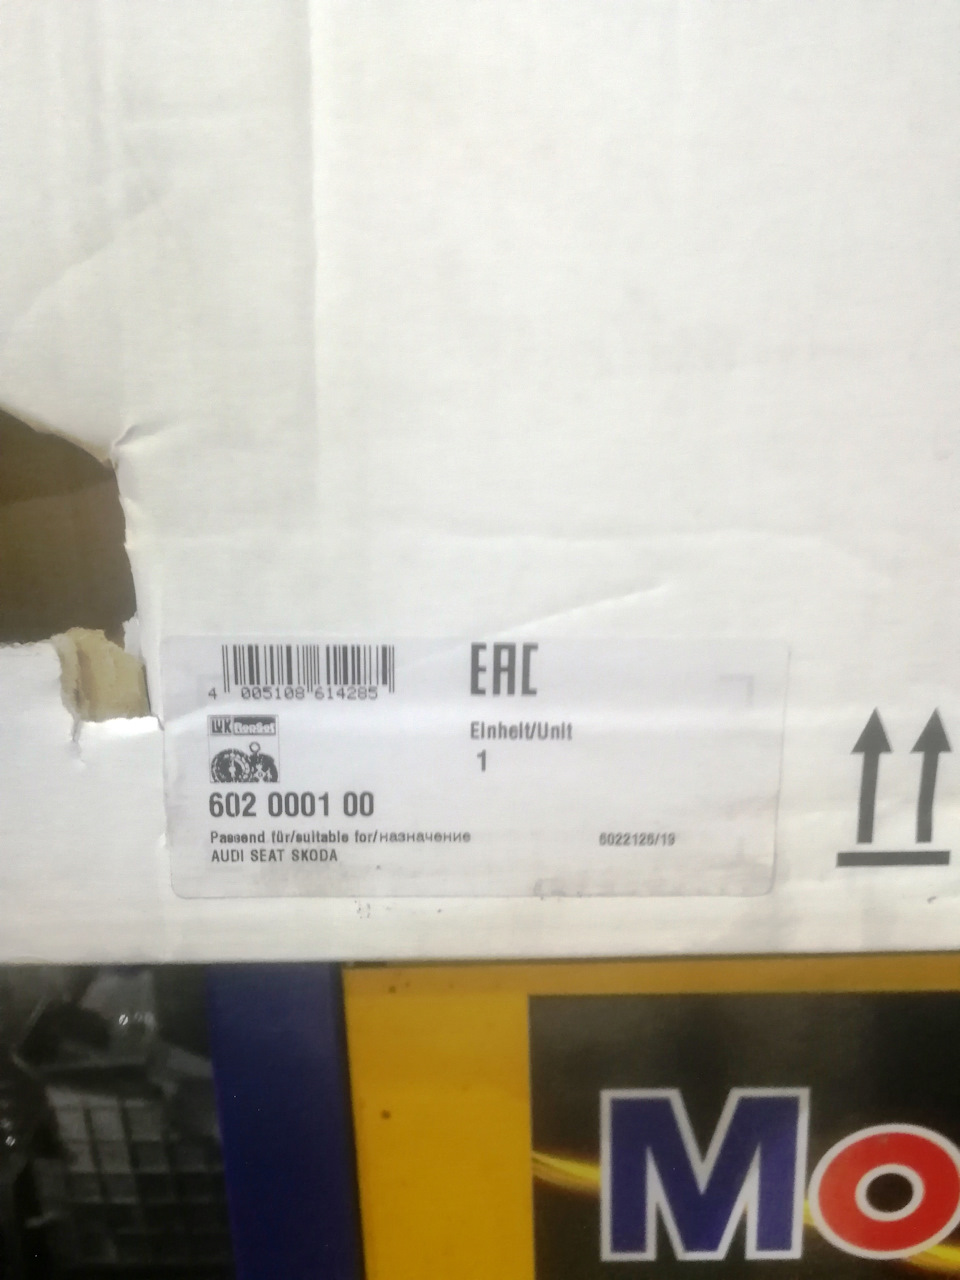 EAC
4 005108 614285
LUK RepSet
Einheit/Unit
1
602 0001 00
Passend für/suitable for/назначение
6022126/19
AUDI SEAT SKODA
MO